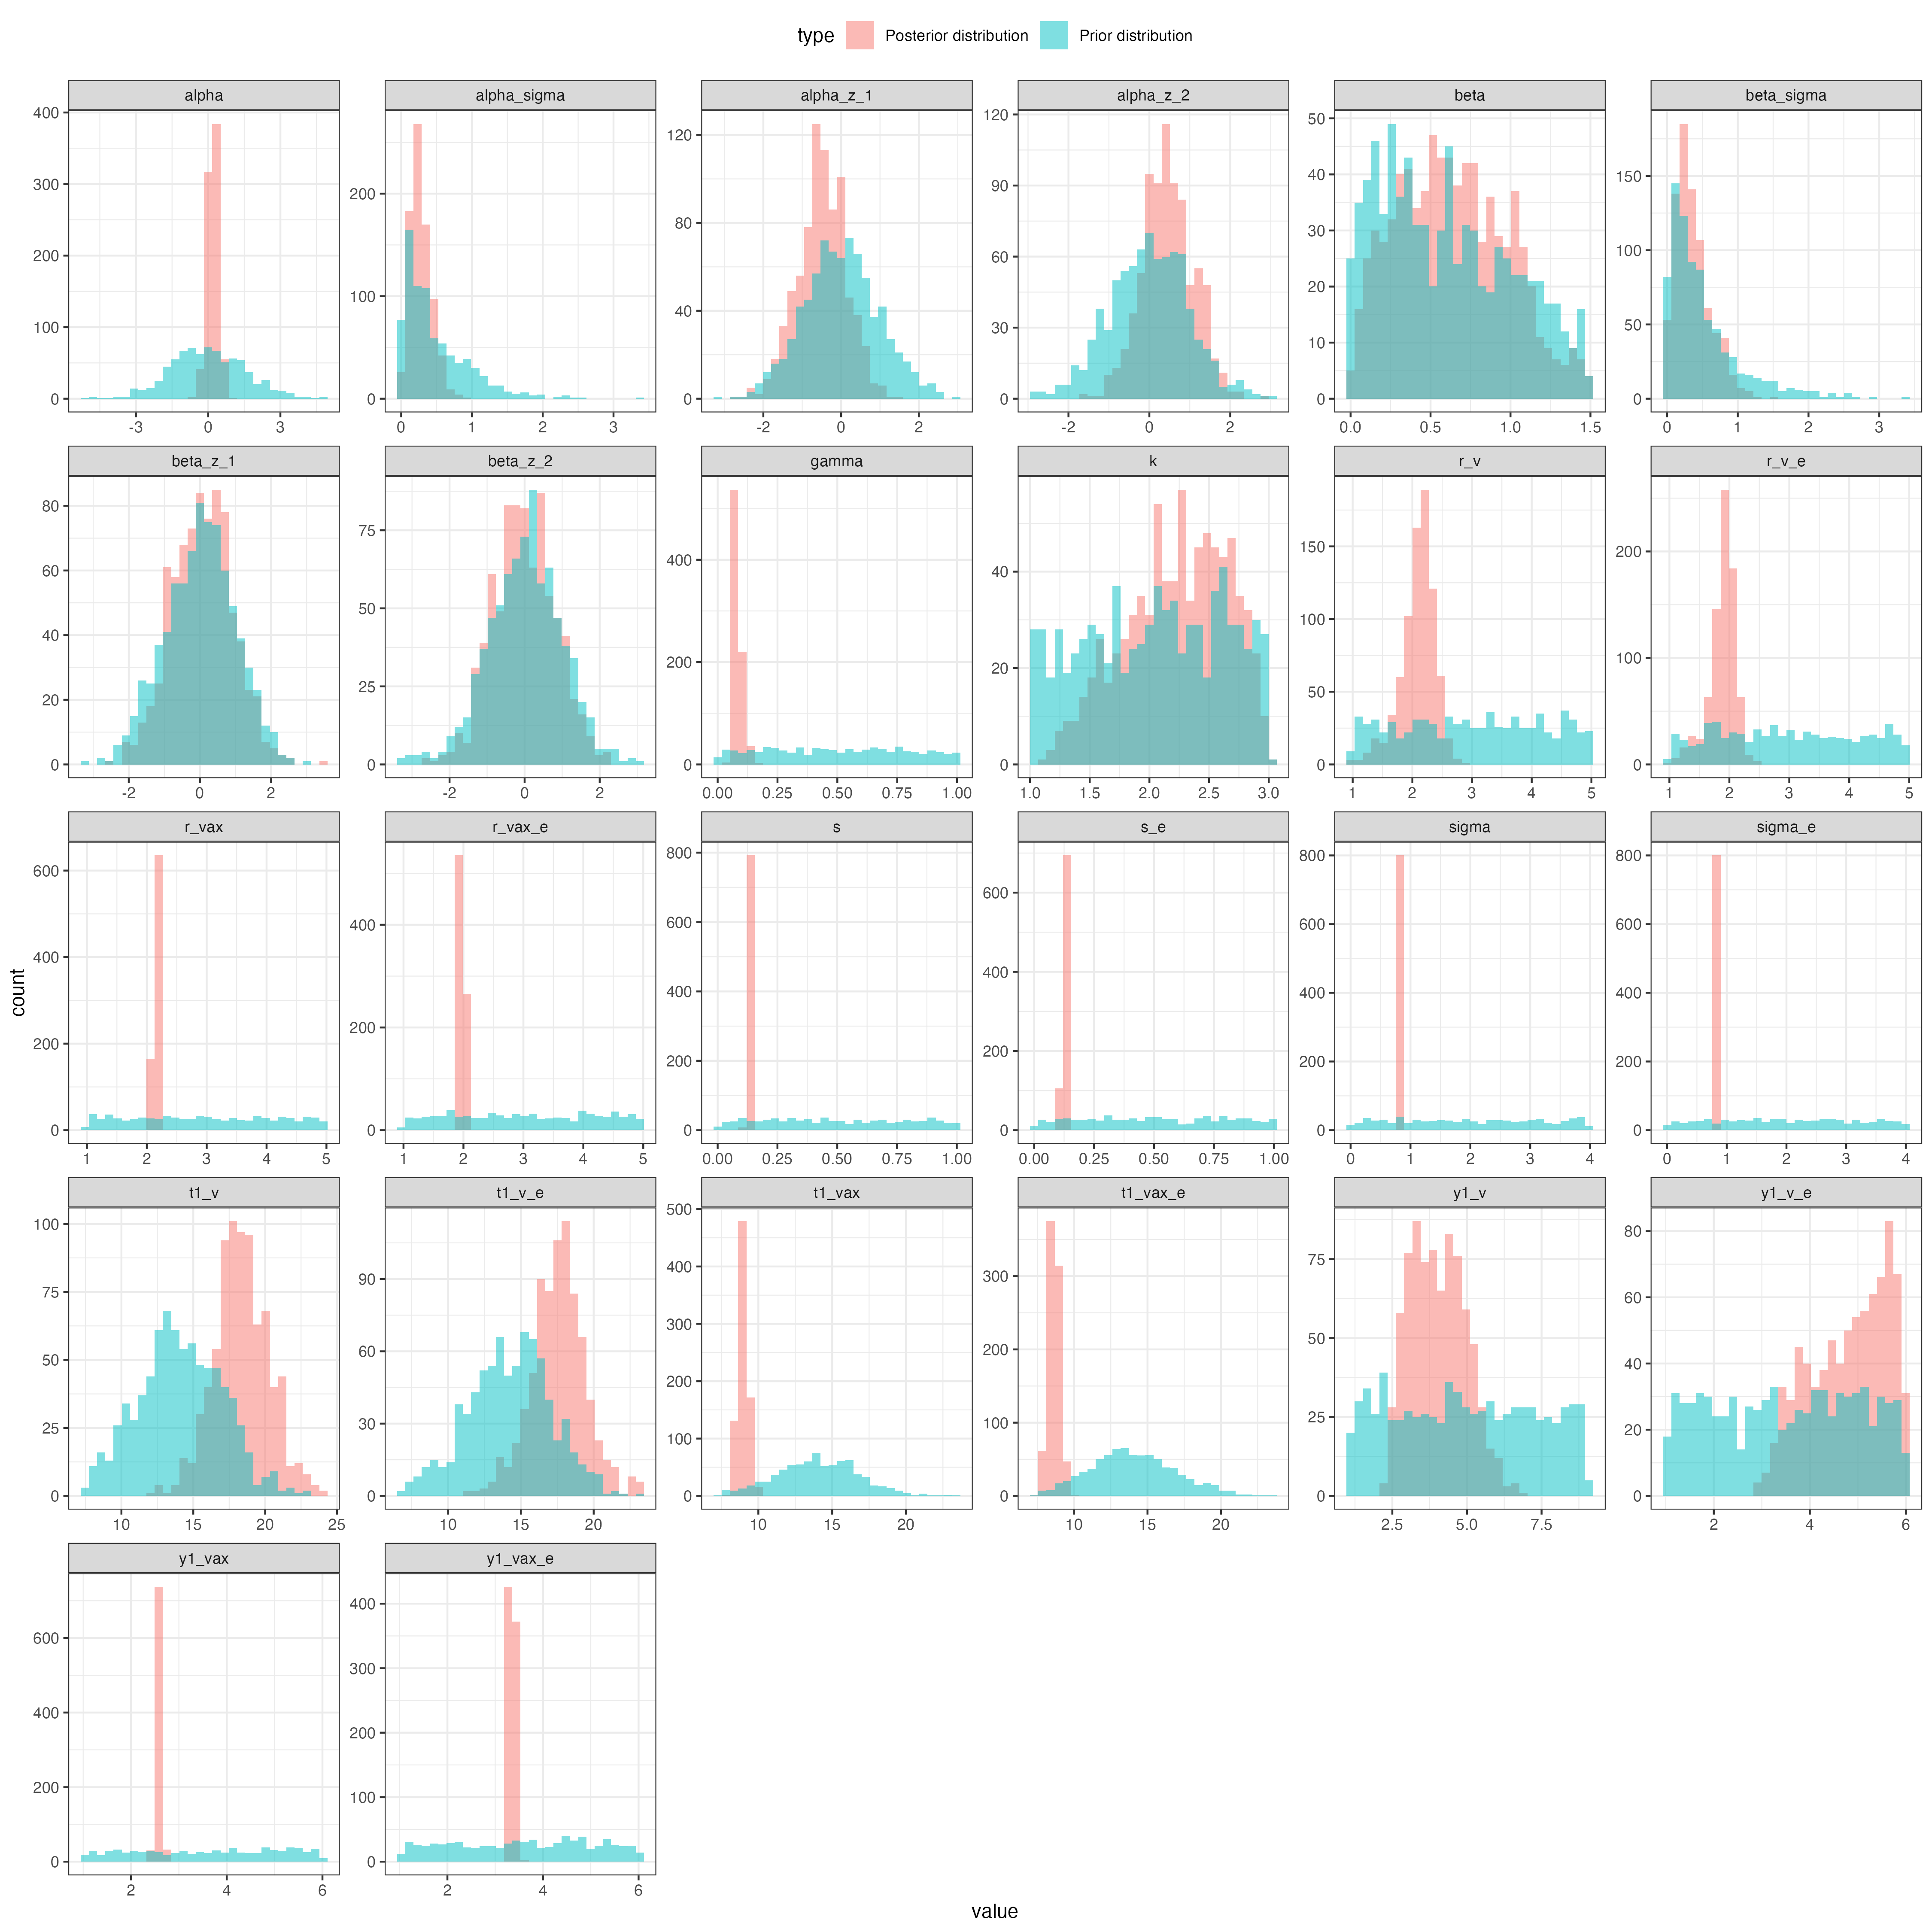 type Posterior distribution Prior distribution
alpha alpha_sigma alpha_z_1 alpha_z_2 beta beta_sigma
400 300 200 100 0
-3 0 3
200 100 0
0 1 2 3
120 80 40 0
-2 0 2
120 90 60 30 0
-2 0 2
50 40 30 20 10 0
0.0 0.5 1.0 1.5
150 100 50 0
0 1 2 3
beta_z_1 beta_z_2 gamma k r_v r_v_e
80 60 40 20 0
-2 0 2
75 50 25 0
-2 0 2
400 200 0
0.00 0.25 0.50 0.75 1.00
40 20 0
1.0 1.5 2.0 2.5 3.0
150 100 50 0
1 2 3 4 5
200 100 0
1 2 3 4 5
r_vax r_vax_e s s_e sigma sigma_e
600 400 200 0
1 2 3 4 5
400 200 0
1 2 3 4 5
800 600 400 200 0
0.00 0.25 0.50 0.75 1.00
600 400 200 0
0.00 0.25 0.50 0.75 1.00
800 600 400 200 0
0 1 2 3 4
800 600 400 200 0
0 1 2 3 4
count
t1_v t1_v_e t1_vax t1_vax_e y1_v y1_v_e
100 75 50 25 0
10 15 20 25
90 60 30 0
10 15 20
500 400 300 200 100 0
10 15 20
300 200 100 0
10 15 20
75 50 25 0
2.5 5.0 7.5
80 60 40 20 0
2 4 6
y1_vax y1_vax_e
600 400 200 0
2 4 6
400 300 200 100 0
2 4 6
value